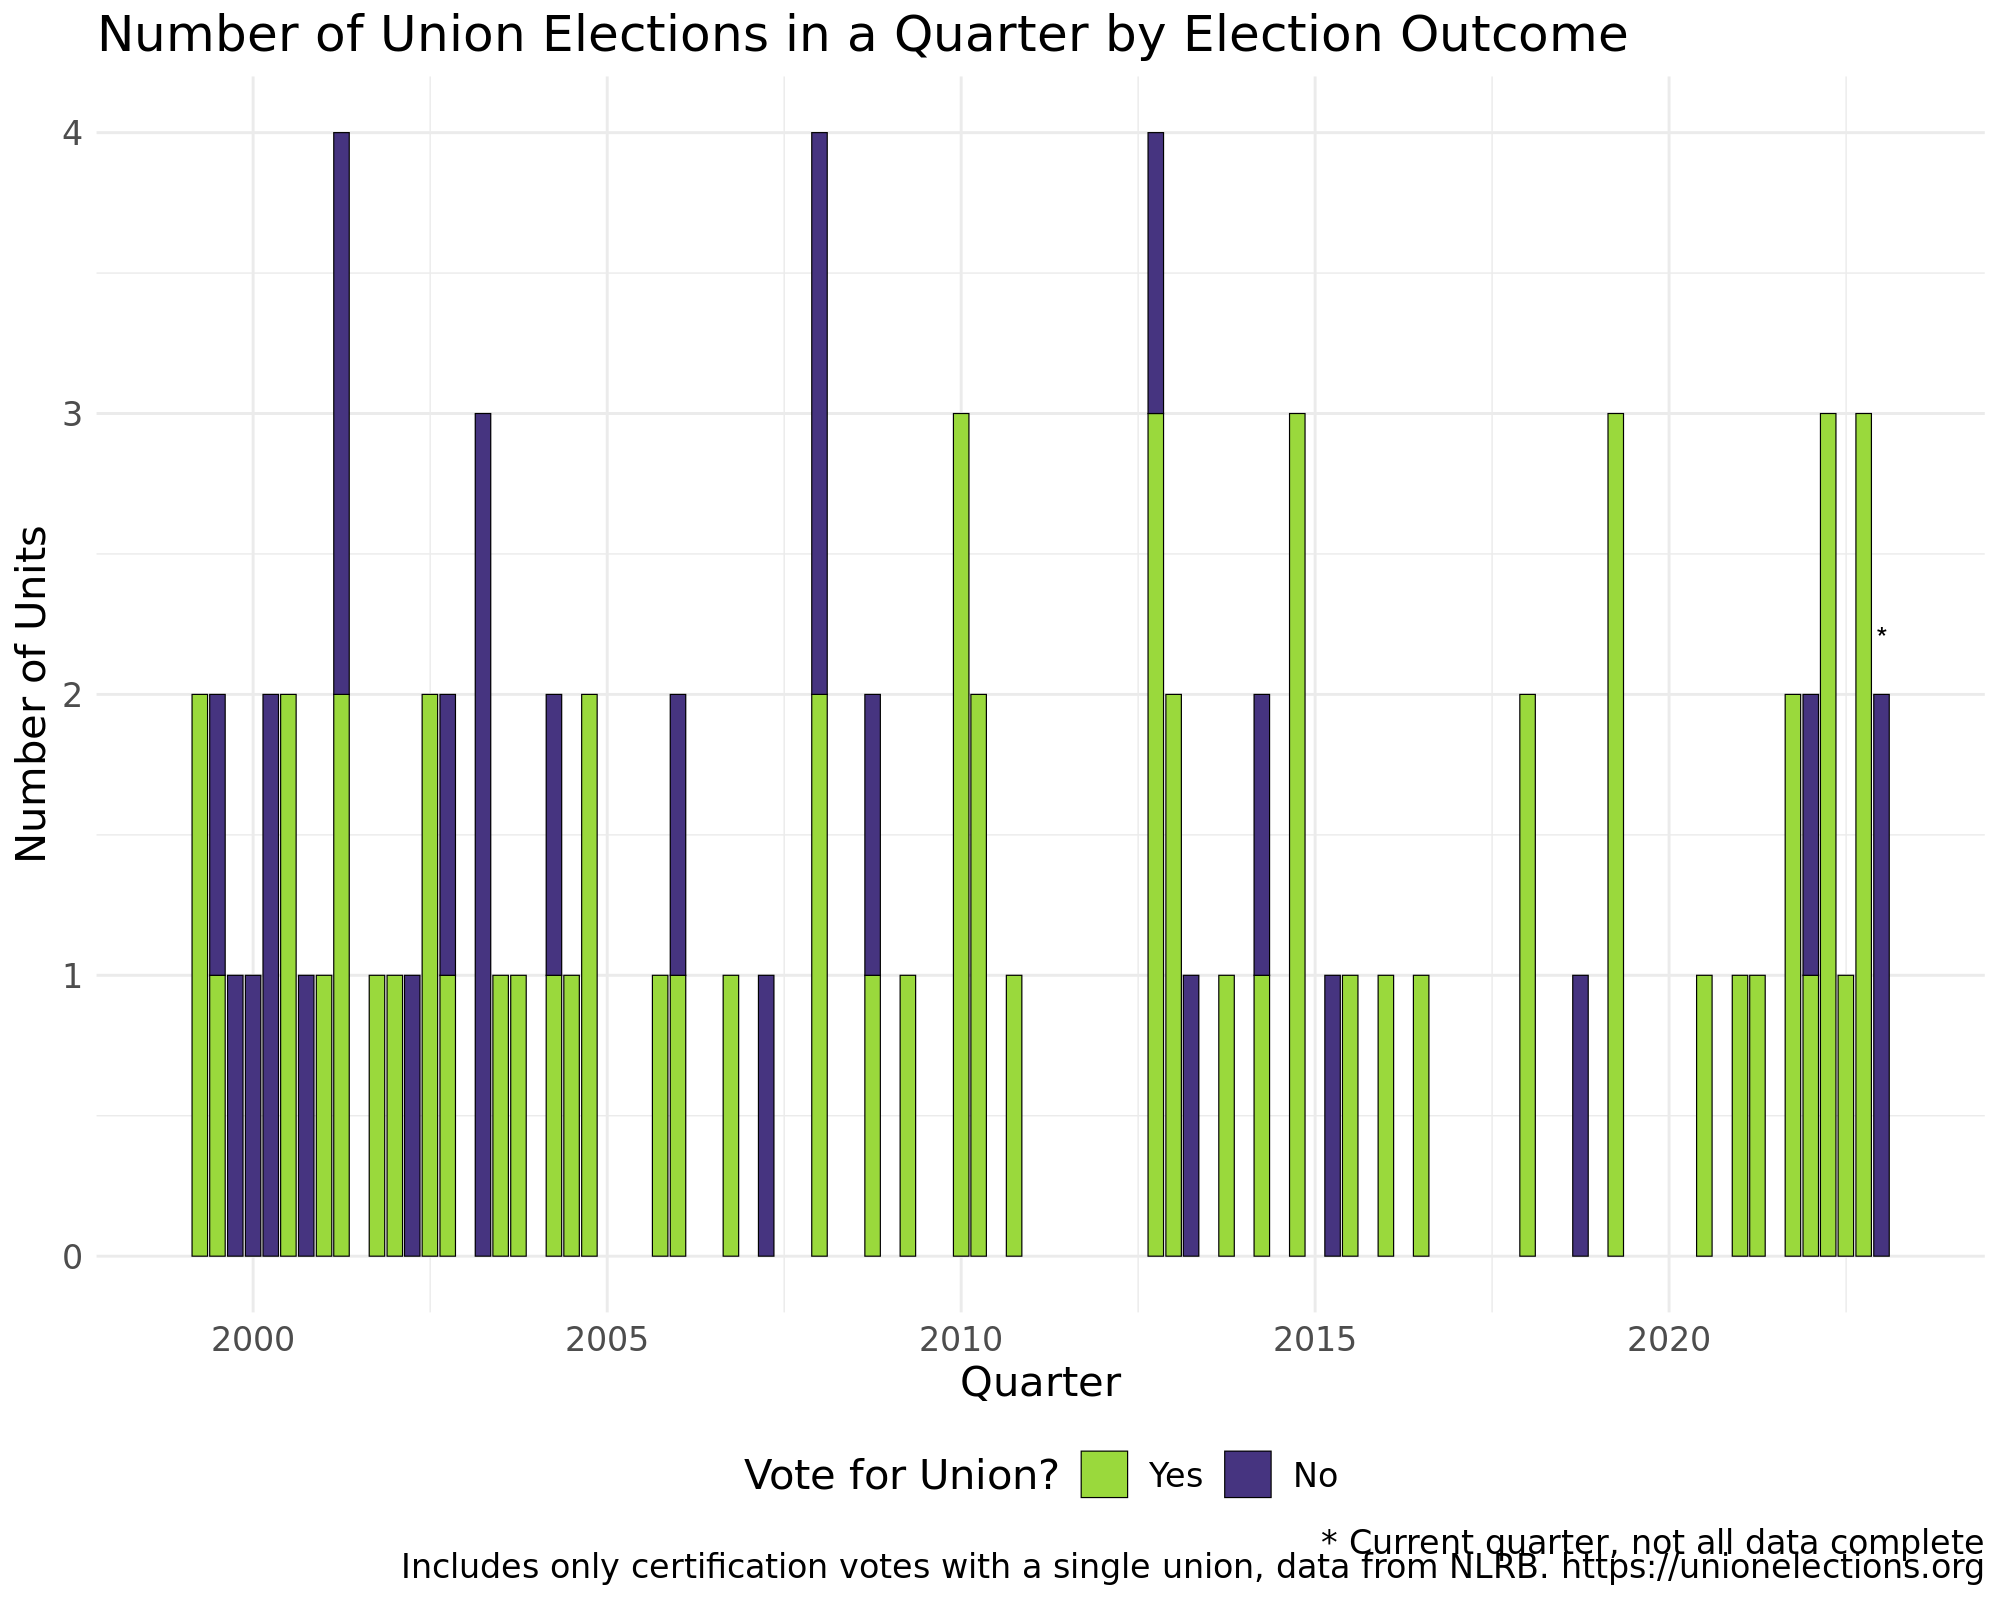 Number of Union Elections in a Quarter by Election Outcome
Number of Units
4
3
2
1
0
*
2000 2005 2010 2015 2020
Quarter
Vote for Union? Yes No
* Current quarter, not all data complete
Includes only certification votes with a single union, data from NLRB. https://unionelections.org